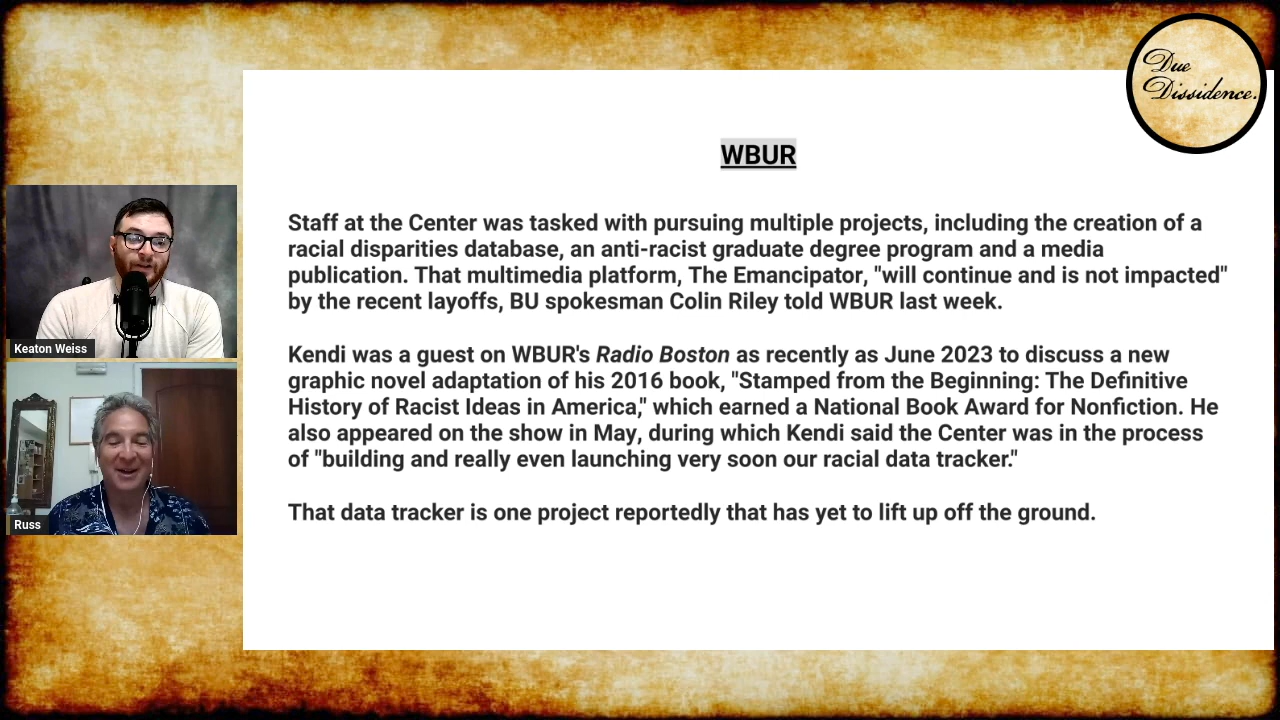 Due
Dissidence.
WBUR
Staff at the Center was tasked with pursuing multiple projects, including the creation of a
racial disparities database, an anti-racist graduate degree program and a media
publication. That multimedia platform, The Emancipator, "will continue and is not impacted"
by the recent layoffs, BU spokesman Colin Riley told WBUR last week.
Kendi was a guest on WBUR's Radio Boston as recently as June 2023 to discuss a new
graphic novel adaptation of his 2016 book, "Stamped from the Beginning: The Definitive
History of Racist Ideas in America," which earned a National Book Award for Nonfiction. He
also appeared on the show in May, during which Kendi said the Center was in the process
of "building and really even launching very soon our racial data tracker."
That data tracker is one project reportedly that has yet to lift up off the ground.
Keaton Weiss
Russ